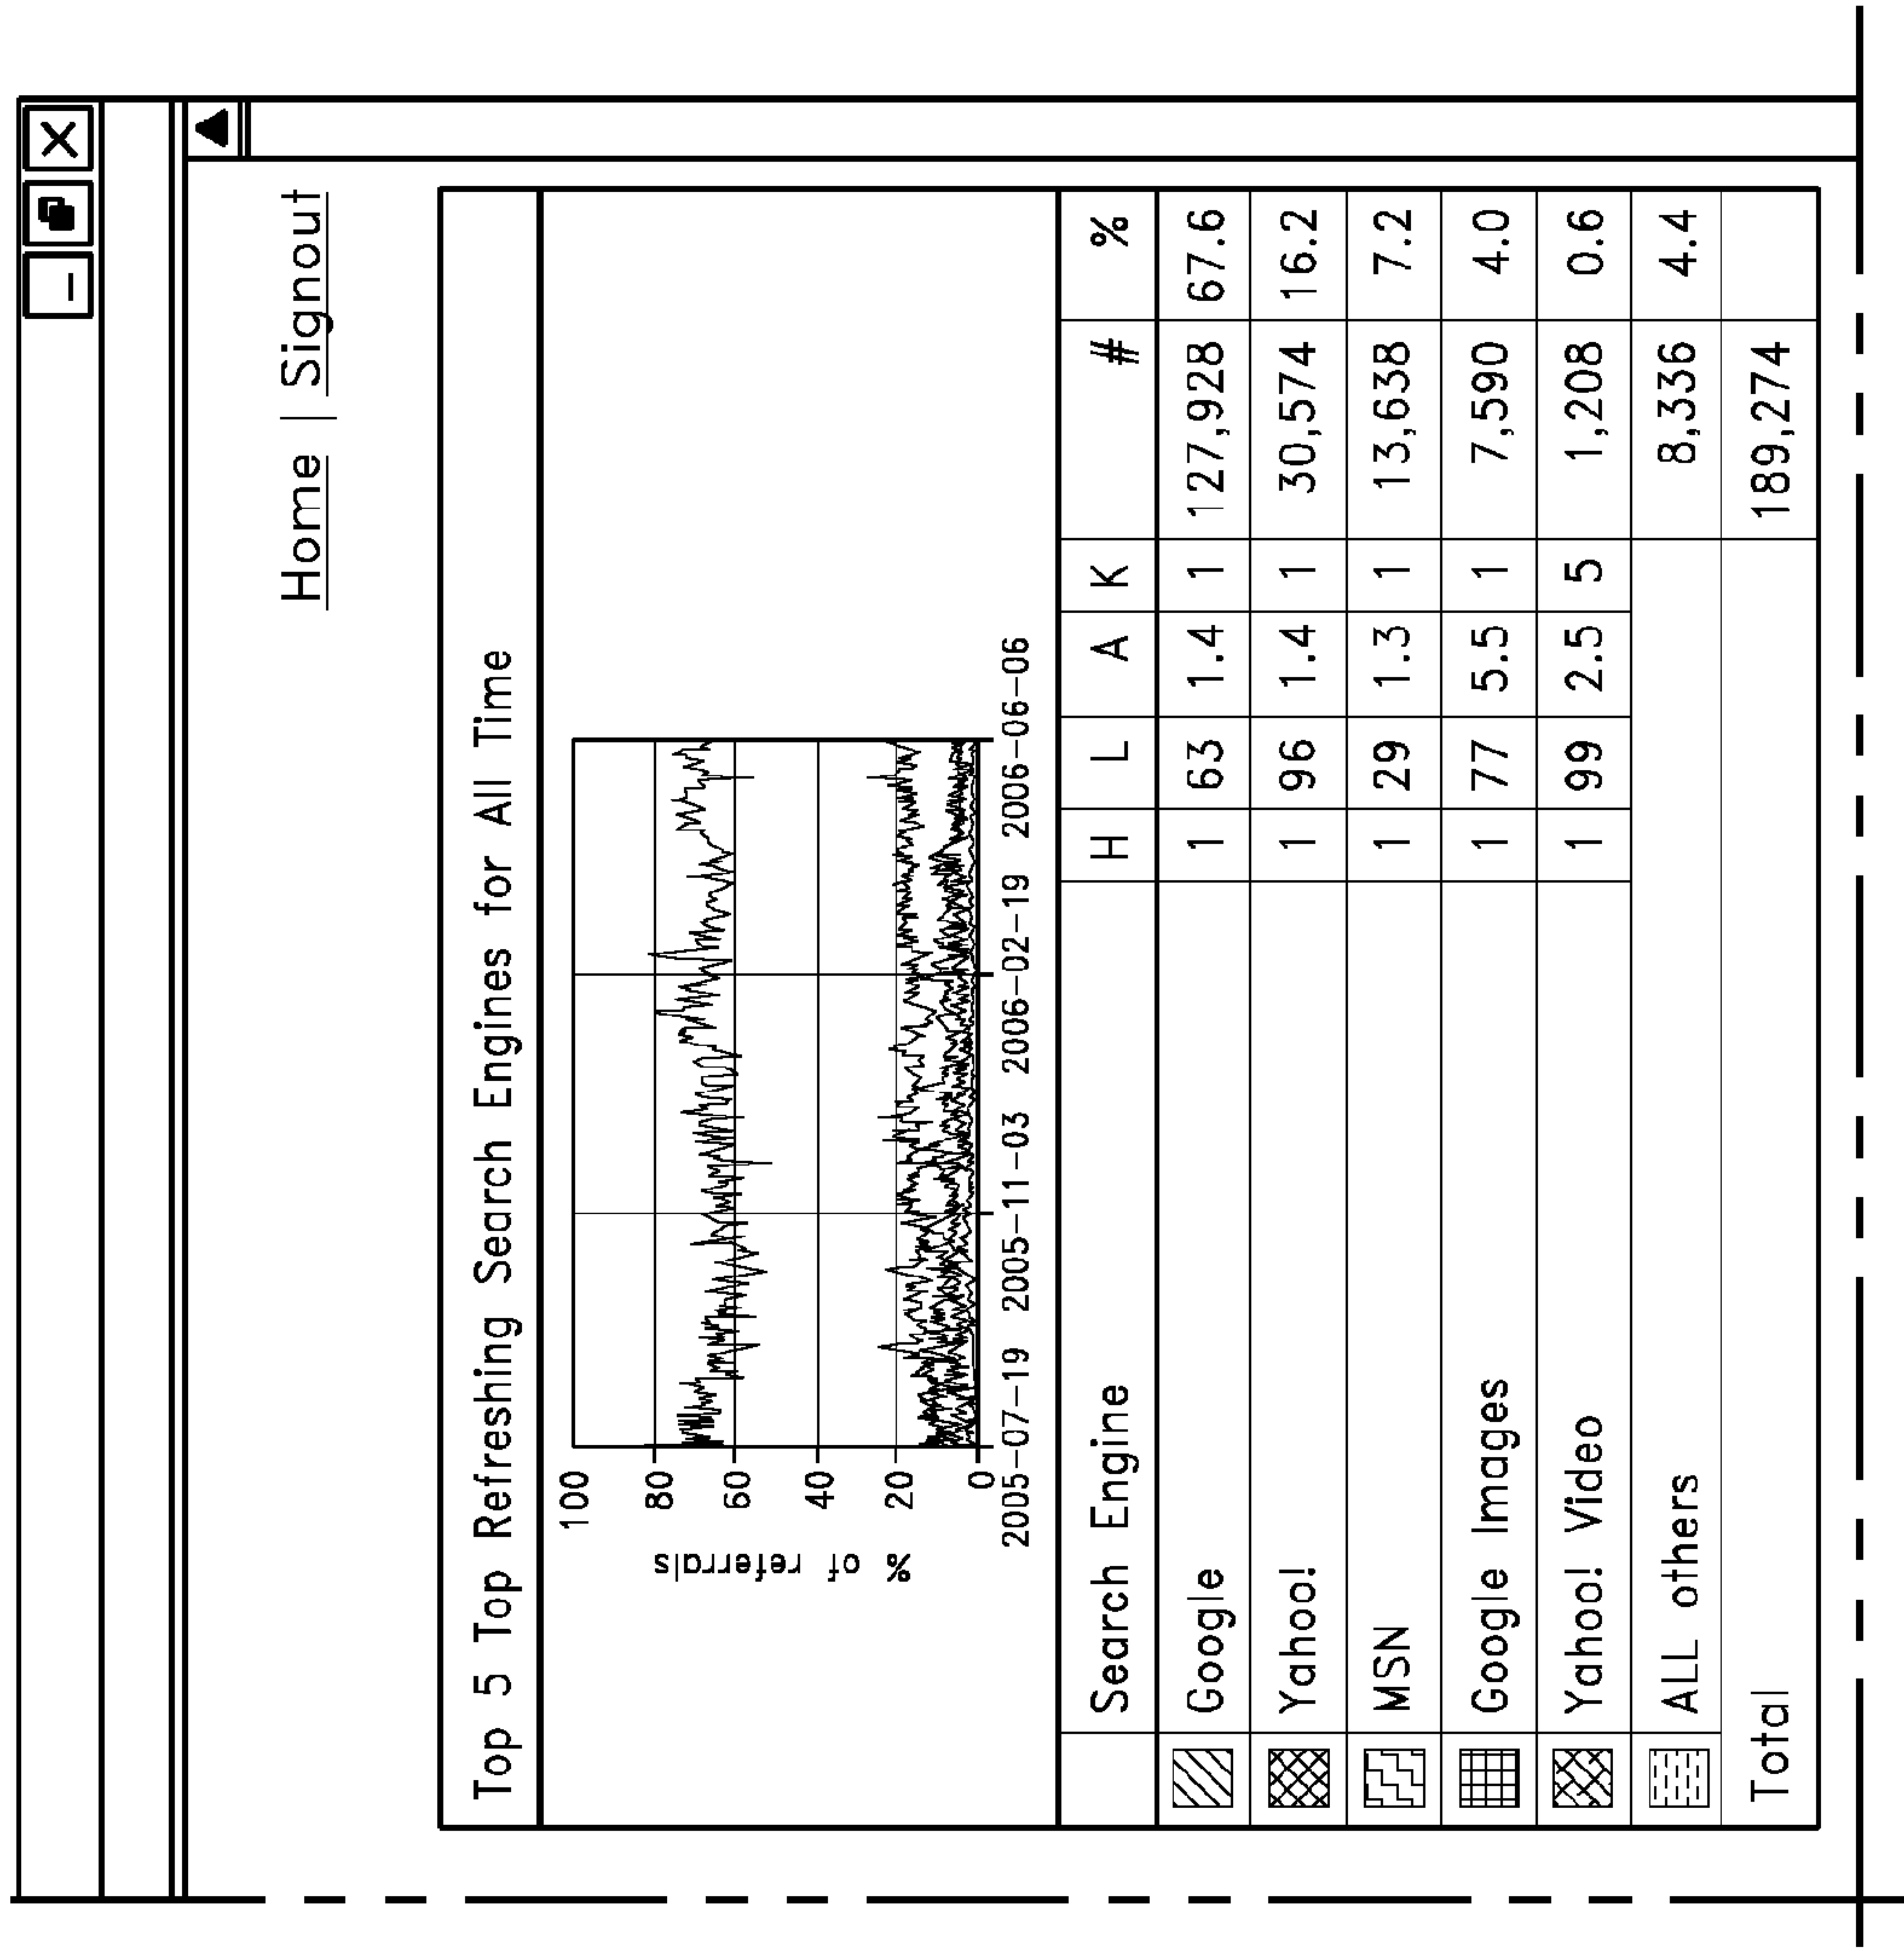 Home | Signout
Top 5 Top Refreshing Search Engines for All Time
% of referrals
100
80
60
40
20
0
2005-07-19 2005-11-03 2006-02-19 2006-06-06
Search Engine H L A K # %
Google 1 63 1.4 1 127,928 67.6
Yahoo! 1 96 1.4 1 30,574 16.2
MSN 1 29 1.3 1 13,638 7.2
Google Images 1 77 5.5 1 7,590 4.0
Yahoo! Video 1 99 2.5 5 1,208 0.6
ALL others 8,336 4.4
Total 189,274